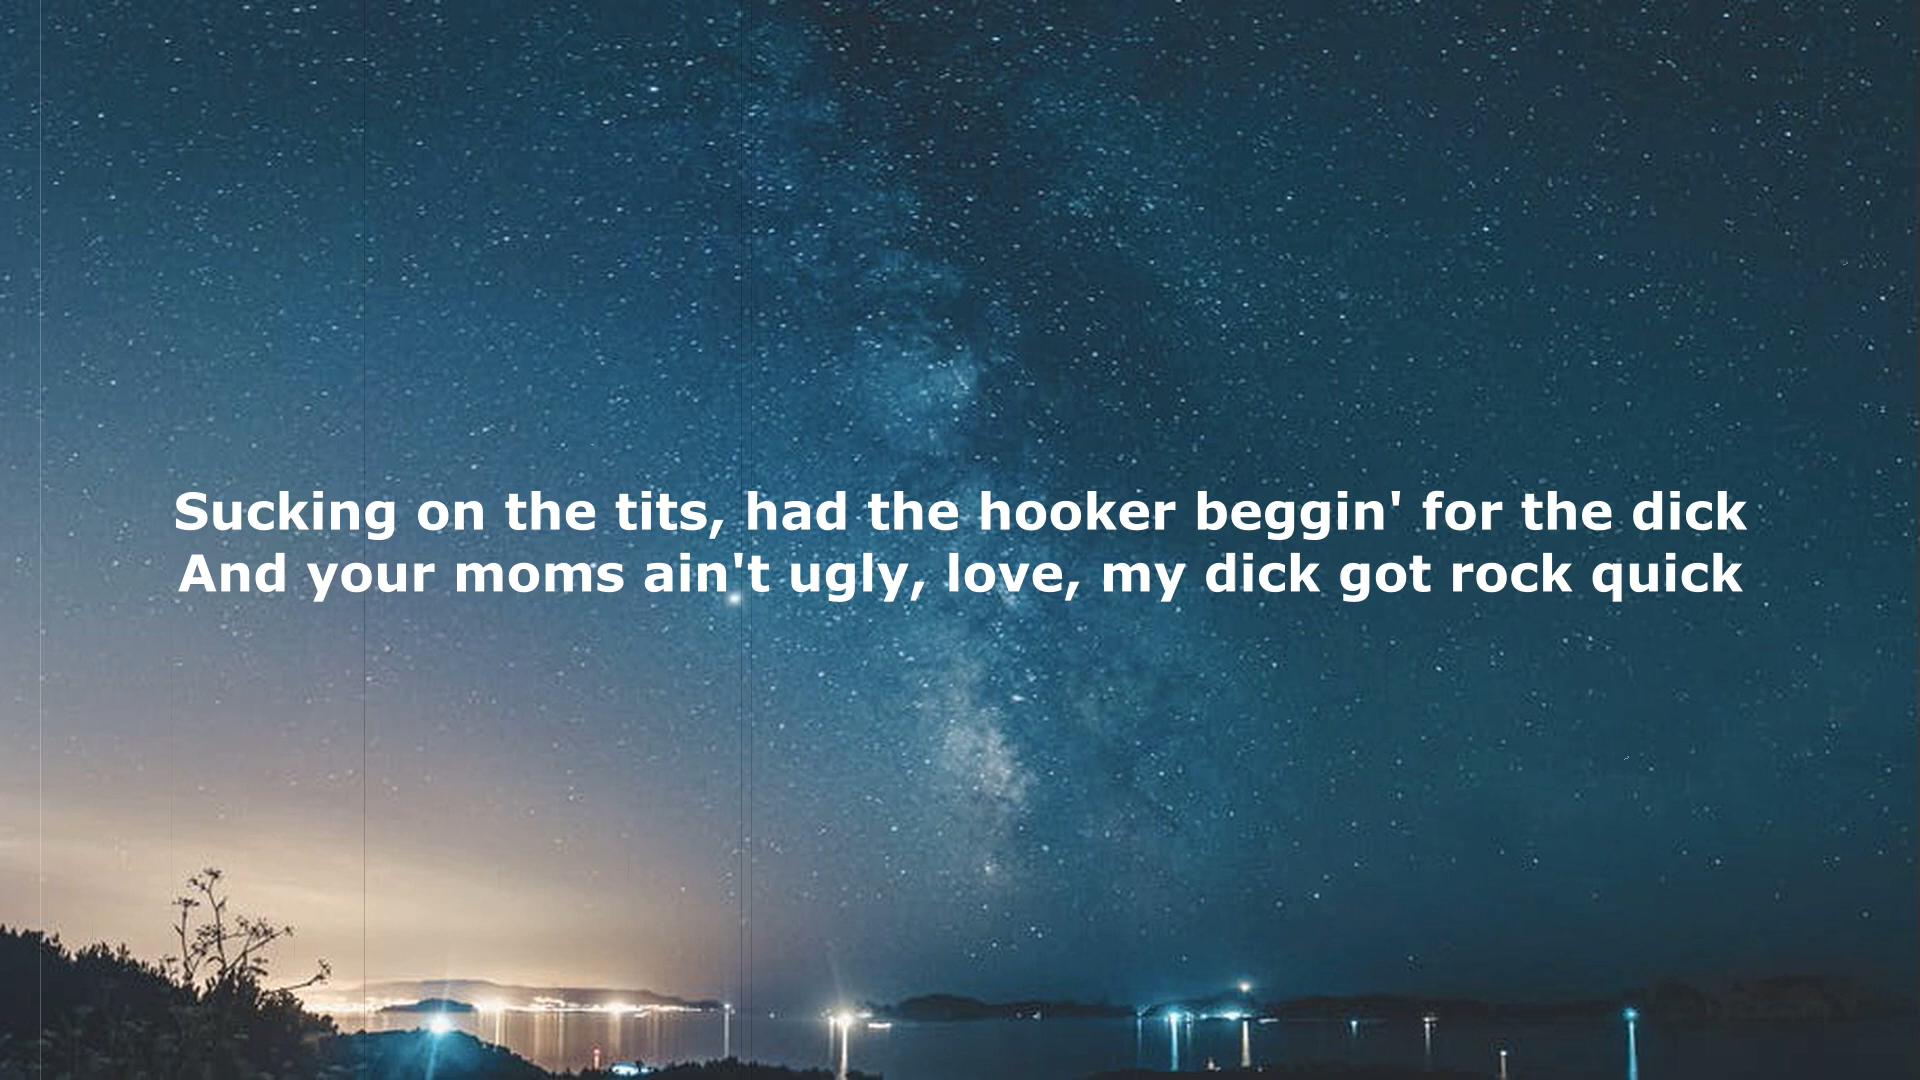 Sucking on the tits, had the hooker beggin' for the dick
And your moms ain't ugly, love, my dick got rock quick